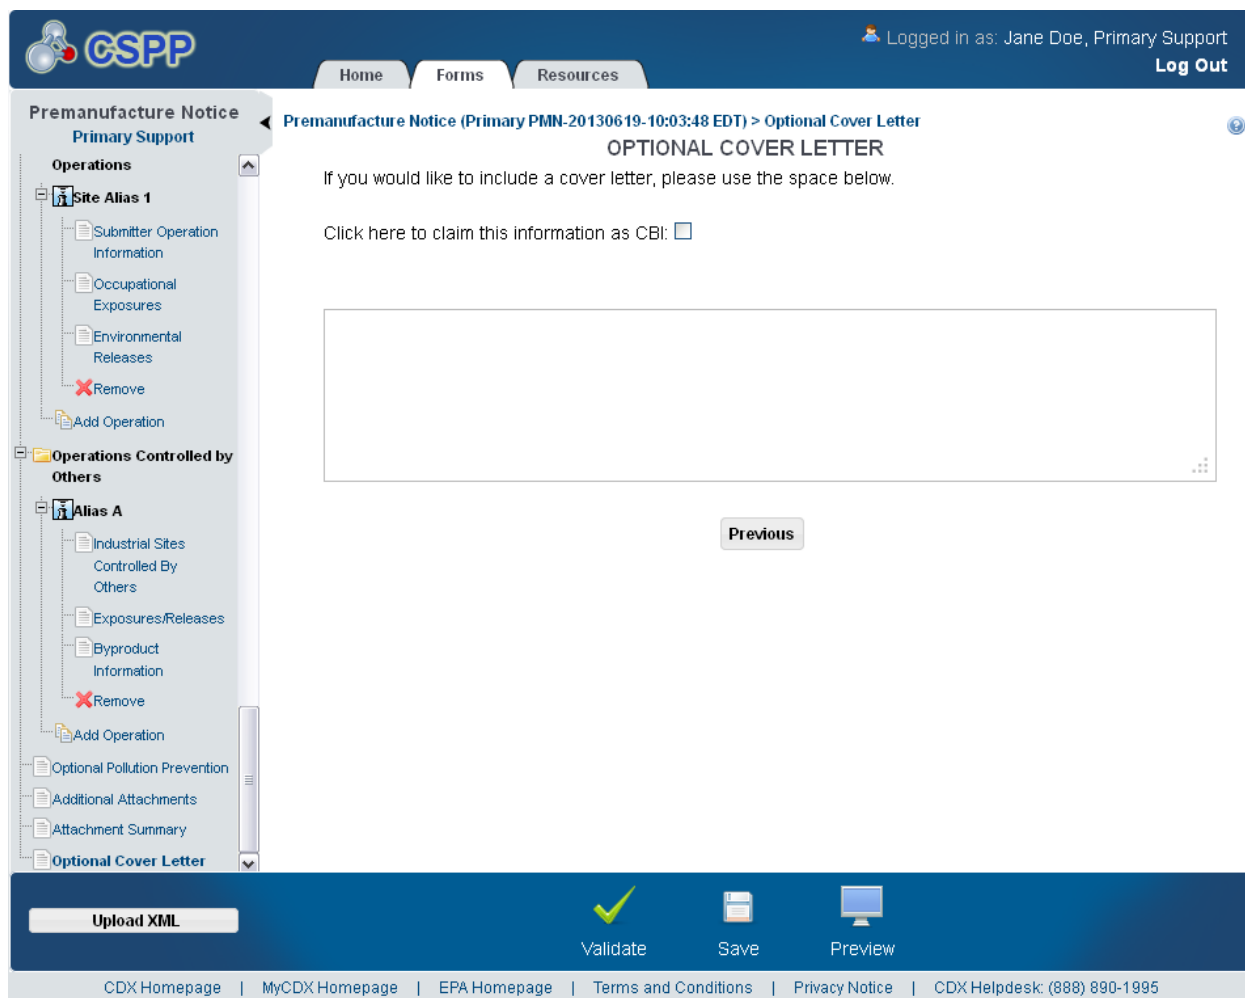 CSPP
Logged in as: Jane Doe, Primary Support
Log Out
Home
Forms
Resources
Premanufacture Notice
Primary Support
Operations
Site Alias 1
Submitter Operation
Information
Occupational
Exposures
Environmental
Releases
Remove
Add Operation
Operations Controlled by
Others
Alias A
Industrial Sites
Controlled By
Others
Exposures/Releases
Byproduct
Information
Remove
Add Operation
Optional Pollution Prevention
Additional Attachments
Attachment Summary
Optional Cover Letter
Premanufacture Notice (Primary PMN-20130619-10:03:48 EDT) > Optional Cover Letter
OPTIONAL COVER LETTER
If you would like to include a cover letter, please use the space below.
Click here to claim this information as CBI:
Previous
Upload XML
Validate
Save
Preview
CDX Homepage | MyCDX Homepage | EPA Homepage | Terms and Conditions | Privacy Notice | CDX Helpdesk: (888) 890-1995